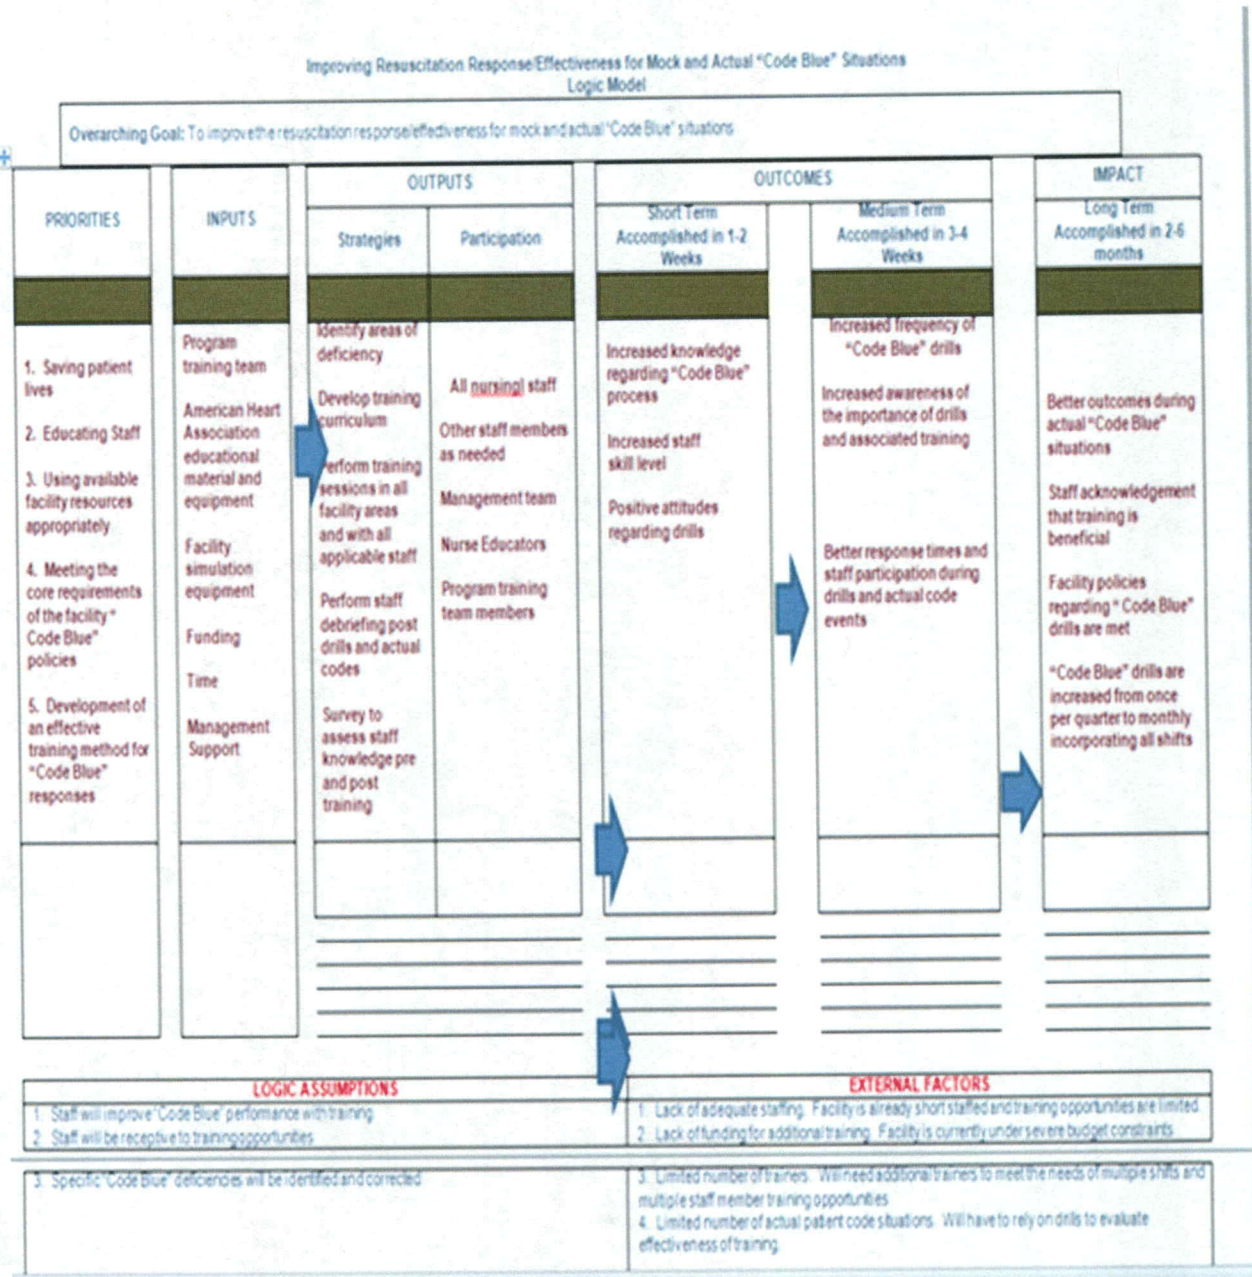 Improving Resuscitation Response/Effectiveness for Mock and Actual “Code Blue” Situations
Logic Model
Overarching Goal: To improve the resuscitation response/effectiveness for mock and actual “Code Blue” situations
PRIORITIES
1. Saving patient
lives
2. Educating Staff
3. Using available
facility resources
appropriately
4. Meeting the
core requirements
of the facility “
Code Blue”
policies
5. Development of
an effective
training method for
“Code Blue”
responses
INPUTS
Program
training team
American Heart
Association
educational
material and
equipment
Facility
simulation
equipment
Funding
Time
Management
Support
OUTPUTS
Strategies
Identify areas of
deficiency
Develop training
curriculum
Perform training
sessions in all
facility areas
and with all
applicable staff
Perform staff
debriefing post
drills and actual
codes
Survey to
assess staff
knowledge pre
and post
training
Participation
All nursingl staff
Other staff members
as needed
Management team
Nurse Educators
Program training
team members
OUTCOMES
Short Term
Accomplished in 1-2
Weeks
Increased knowledge
regarding “Code Blue”
process
Increased staff
skill level
Positive attitudes
regarding drills
Medium Term
Accomplished in 3-4
Weeks
Increased frequency of
“Code Blue” drills
Increased awareness of
the importance of drills
and associated training
Better response times and
staff participation during
drills and actual code
events
IMPACT
Long Term
Accomplished in 2-6
months
Better outcomes during
actual “Code Blue”
situations
Staff acknowledgement
that training is
beneficial
Facility policies
regarding “ Code Blue”
drills are met
“Code Blue” drills are
increased from once
per quarter to monthly
incorporating all shifts
LOGIC ASSUMPTIONS
1. Staff will improve “Code Blue” performance with training
2. Staff will be receptive to training opportunities
3. Specific “Code Blue” deficiencies will be identified and corrected
EXTERNAL FACTORS
1. Lack of adequate staffing. Facility is already short staffed and training opportunities are limited.
2. Lack of funding for additional training. Facility is currently under severe budget constraints
3. Limited number of trainers. Will need additional trainers to meet the needs of multiple shifts and
multiple staff member training opportunities
4. Limited number of actual patient code situations. Will have to rely on drills to evaluate
effectiveness of training.